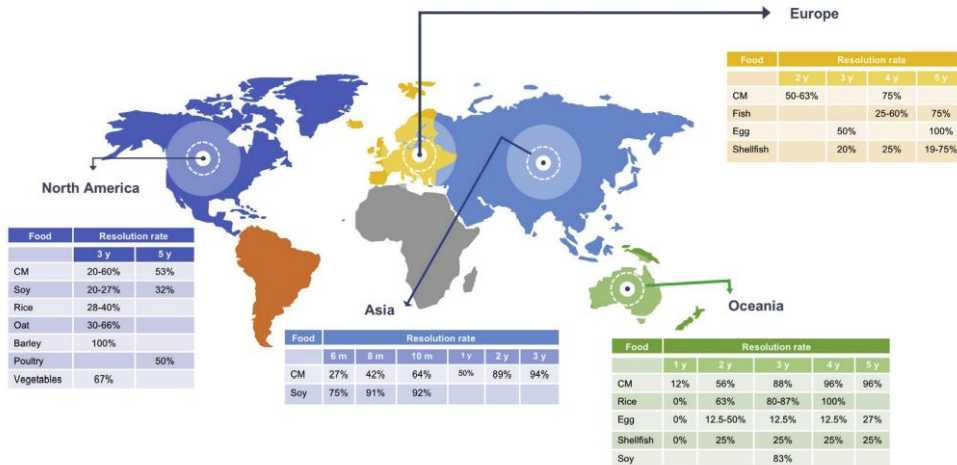 Europe
Food Resolution rate
2 y 3 y 4 y 5 y
CM 50-63% 75%
Fish 25-60% 75%
Egg 50% 100%
Shellfish 20% 25% 19-75%
North America
Food Resolution rate
3 y 5 y
CM 20-60% 53%
Soy 20-27% 32%
Rice 28-40%
Oat 30-66%
Barley 100%
Poultry 50%
Vegetables 67%
Asia
Food Resolution rate
6 m 8 m 10 m 1 y 2 y 3 y
CM 27% 42% 64% 50% 89% 94%
Soy 75% 91% 92%
Oceania
Food Resolution rate
1 y 2 y 3 y 4 y 5 y
CM 12% 56% 88% 96% 96%
Rice 0% 63% 80-87% 100%
Egg 0% 12.5-50% 12.5% 12.5% 27%
Shellfish 0% 25% 25% 25% 25%
Soy 83%